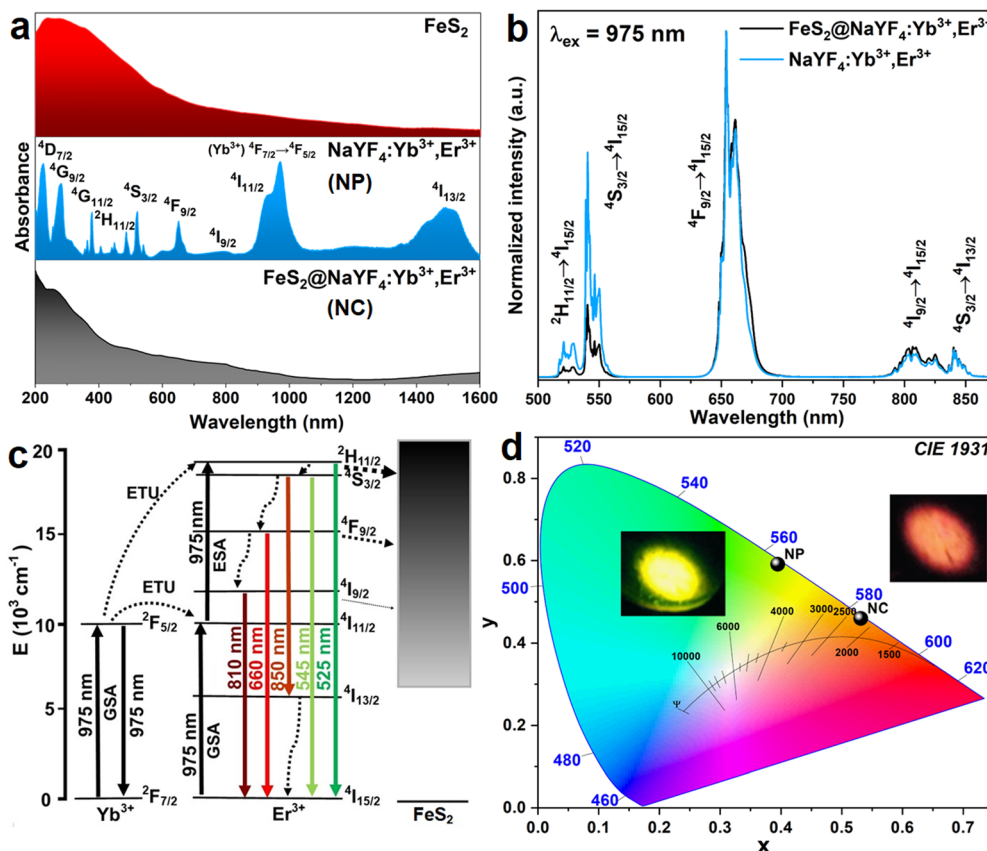 a
FeS₂
NaYF₄:Yb³⁺,Er³⁺
(NP)
(Yb³⁺) ⁴F₇/₂→⁴F₅/₂
⁴D₇/₂
⁴G₉/₂
⁴G₁₁/₂
²H₁₁/₂
⁴S₃/₂
⁴F₉/₂
⁴I₉/₂
⁴I₁₁/₂
⁴I₁₃/₂
FeS₂@NaYF₄:Yb³⁺,Er³⁺
(NC)
Absorbance
200 400 600 800 1000 1200 1400 1600
Wavelength (nm)
b
λex = 975 nm
FeS₂@NaYF₄:Yb³⁺,Er³⁺
NaYF₄:Yb³⁺,Er³⁺
²H₁₁/₂→⁴I₁₅/₂
⁴S₃/₂→⁴I₁₅/₂
⁴F₉/₂→⁴I₁₅/₂
⁴I₉/₂→⁴I₁₅/₂
⁴S₃/₂→⁴I₁₃/₂
Normalized intensity (a.u.)
500 550 600 650 700 750 800 850
Wavelength (nm)
c
E (10³ cm⁻¹)
20
15
10
5
0
ETU
ETU
²F₅/₂
²F₇/₂
975 nm
GSA
975 nm
975 nm
ESA
975 nm
GSA
²H₁₁/₂
⁴S₃/₂
⁴F₉/₂
⁴I₉/₂
⁴I₁₁/₂
⁴I₁₃/₂
⁴I₁₅/₂
810 nm
660 nm
850 nm
545 nm
525 nm
Yb³⁺
Er³⁺
FeS₂
d
CIE 1931
y
0.8
0.6
0.4
0.2
0.0
0.0 0.1 0.2 0.3 0.4 0.5 0.6 0.7
x
520
540
560
580
600
620
500
480
460
NP
NC
10000
6000
4000
3000
2500
2000
1500
Ψ